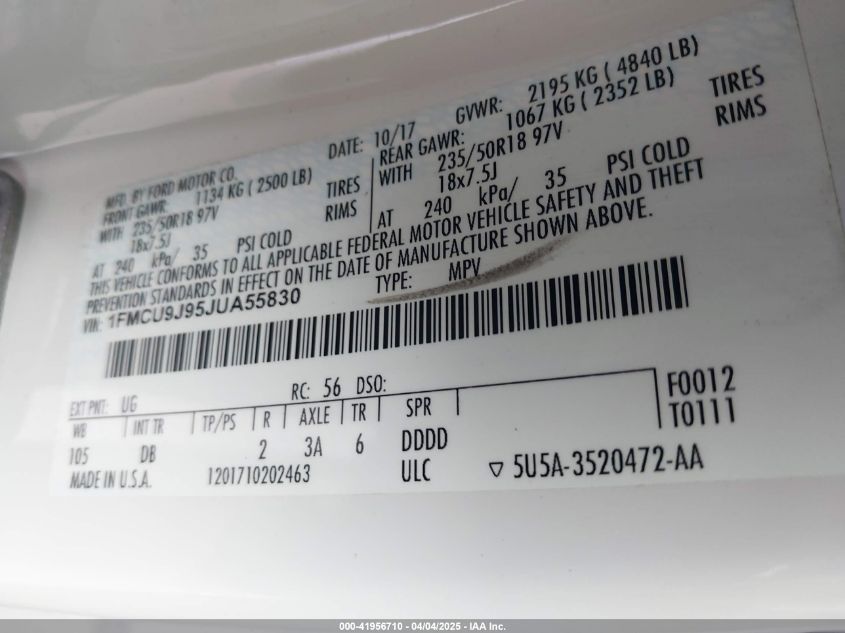 MFD. BY FORD MOTOR CO. DATE: 10/17 GVWR: 2195 KG ( 4840 LB)
FRONT GAWR: 1134 KG ( 2500 LB) REAR GAWR: 1067 KG ( 2352 LB)
WITH 235/50R18 97V TIRES WITH 235/50R18 97V TIRES
18x7.5J RIMS 18x7.5J RIMS
AT 240 kPa/ 35 PSI COLD AT 240 kPa/ 35 PSI COLD
THIS VEHICLE CONFORMS TO ALL APPLICABLE FEDERAL MOTOR VEHICLE SAFETY AND THEFT
PREVENTION STANDARDS IN EFFECT ON THE DATE OF MANUFACTURE SHOWN ABOVE.
VIN: 1FMCU9J95JUA55830 TYPE: MPV
EXT PNT: UG RC: 56 DSO: F0012
WB INT TR TP/PS R AXLE TR SPR T0111
105 DB 2 3A 6 DDDD
MADE IN U.S.A. 1201710202463 ULC ▽ 5U5A-3520472-AA
000-41956710 - 04/04/2025 - IAA Inc.